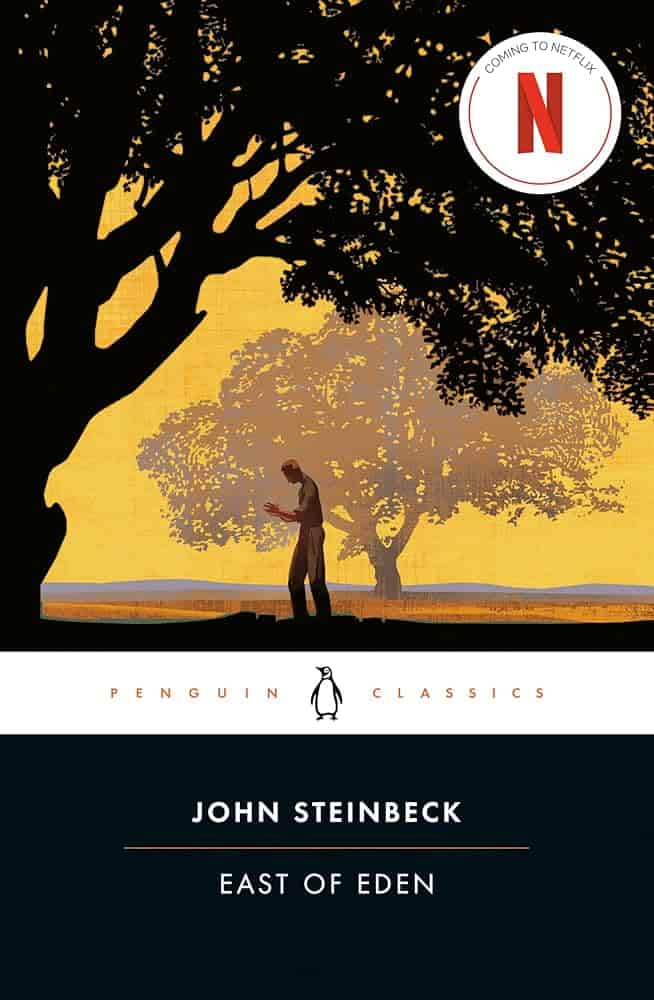 COMING TO NETFLIX
N
PENGUIN CLASSICS
JOHN STEINBECK
EAST OF EDEN